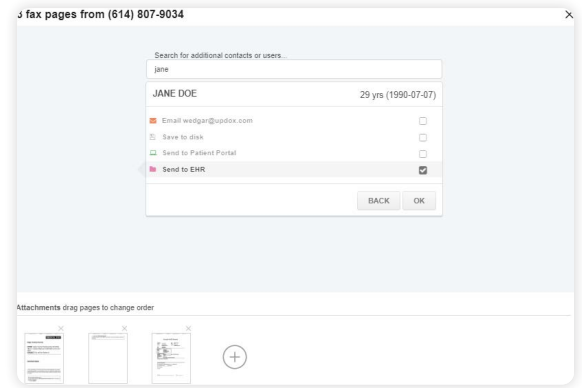 3 fax pages from (614) 807-9034
Search for additional contacts or users...
jane
JANE DOE 29 yrs (1990-07-07)
Email wedgar@updox.com
Save to disk
Send to Patient Portal
Send to EHR
BACK OK
Attachments drag pages to change order